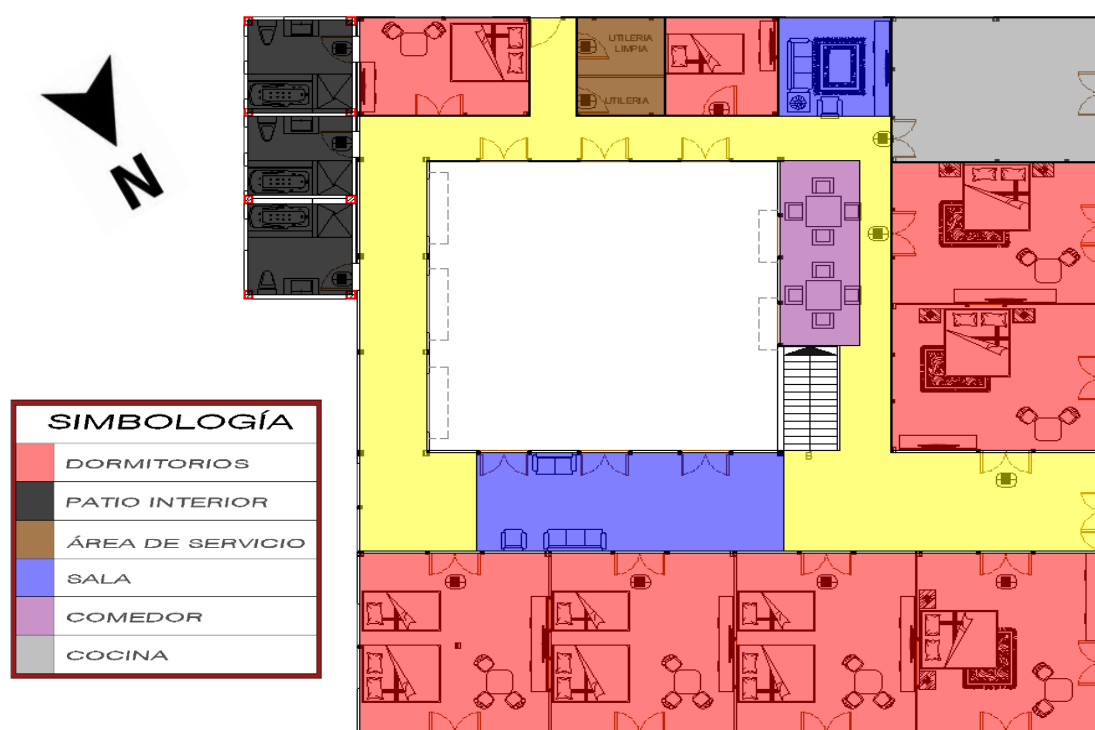 UTILERIA
LIMPIA
UTILERIA
N
SIMBOLOGÍA
DORMITORIOS
PATIO INTERIOR
ÁREA DE SERVICIO
SALA
COMEDOR
COCINA